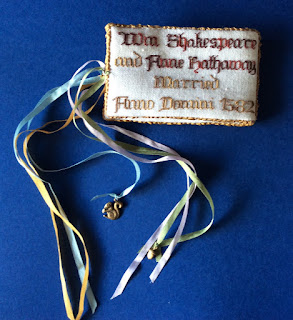 Wm Shakespeare
and Anne Hathaway
Married
Anno Domini 1582